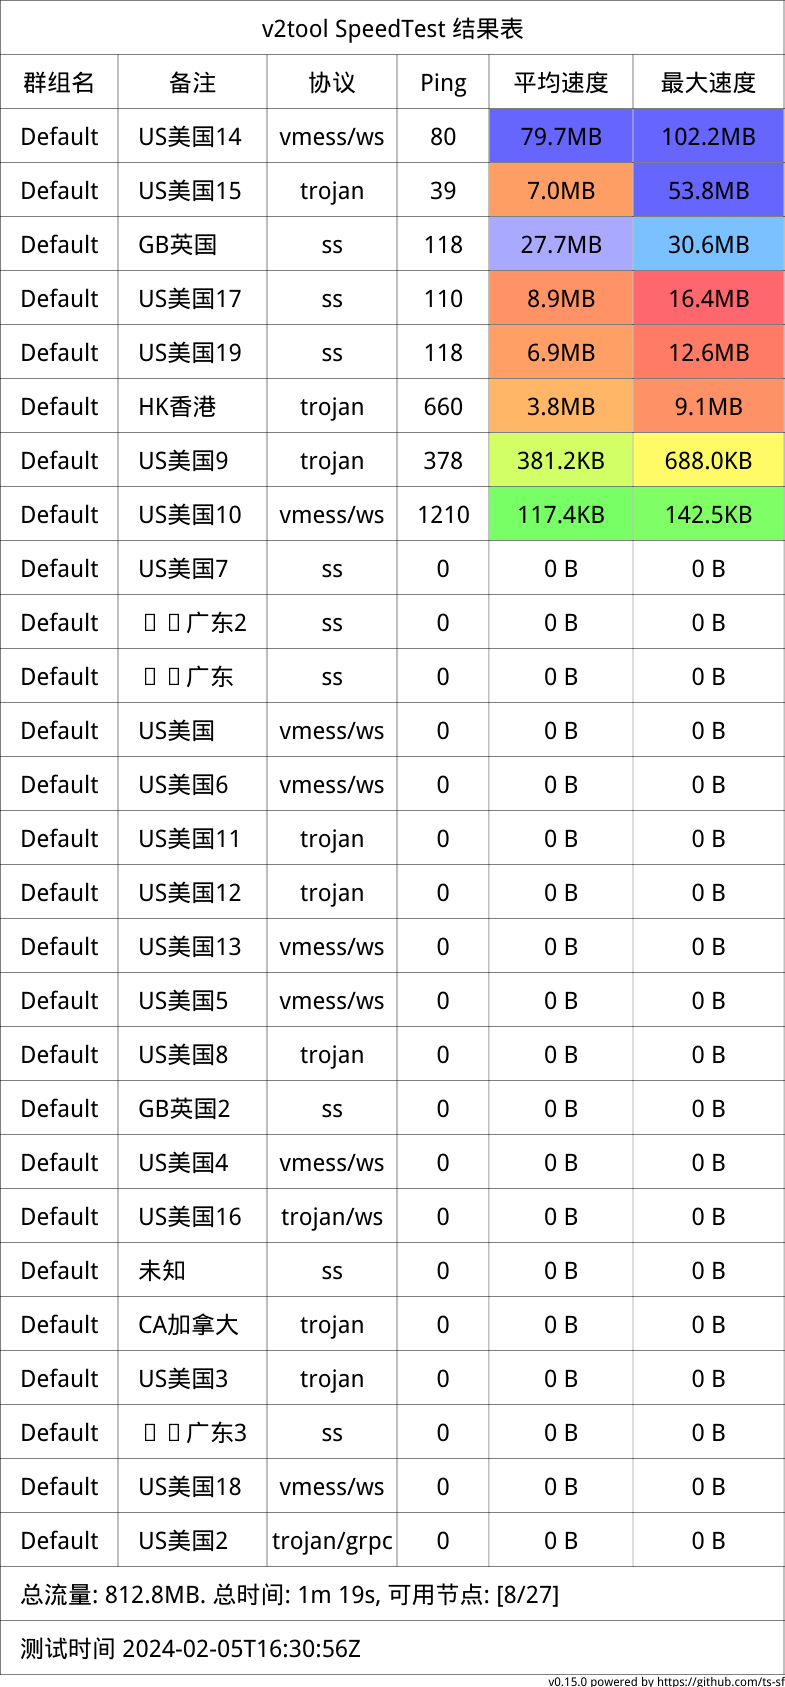 v2tool SpeedTest 结果表
群组名 备注 协议 Ping 平均速度 最大速度
Default US美国14 vmess/ws 80 79.7MB 102.2MB
Default US美国15 trojan 39 7.0MB 53.8MB
Default GB英国 ss 118 27.7MB 30.6MB
Default US美国17 ss 110 8.9MB 16.4MB
Default US美国19 ss 118 6.9MB 12.6MB
Default HK香港 trojan 660 3.8MB 9.1MB
Default US美国9 trojan 378 381.2KB 688.0KB
Default US美国10 vmess/ws 1210 117.4KB 142.5KB
Default US美国7 ss 0 0 B 0 B
Default 广东2 ss 0 0 B 0 B
Default 广东 ss 0 0 B 0 B
Default US美国 vmess/ws 0 0 B 0 B
Default US美国6 vmess/ws 0 0 B 0 B
Default US美国11 trojan 0 0 B 0 B
Default US美国12 trojan 0 0 B 0 B
Default US美国13 vmess/ws 0 0 B 0 B
Default US美国5 vmess/ws 0 0 B 0 B
Default US美国8 trojan 0 0 B 0 B
Default GB英国2 ss 0 0 B 0 B
Default US美国4 vmess/ws 0 0 B 0 B
Default US美国16 trojan/ws 0 0 B 0 B
Default 未知 ss 0 0 B 0 B
Default CA加拿大 trojan 0 0 B 0 B
Default US美国3 trojan 0 0 B 0 B
Default 广东3 ss 0 0 B 0 B
Default US美国18 vmess/ws 0 0 B 0 B
Default US美国2 trojan/grpc 0 0 B 0 B
总流量: 812.8MB. 总时间: 1m 19s, 可用节点: [8/27]
测试时间 2024-02-05T16:30:56Z
v0.15.0 powered by https://github.com/ts-sf